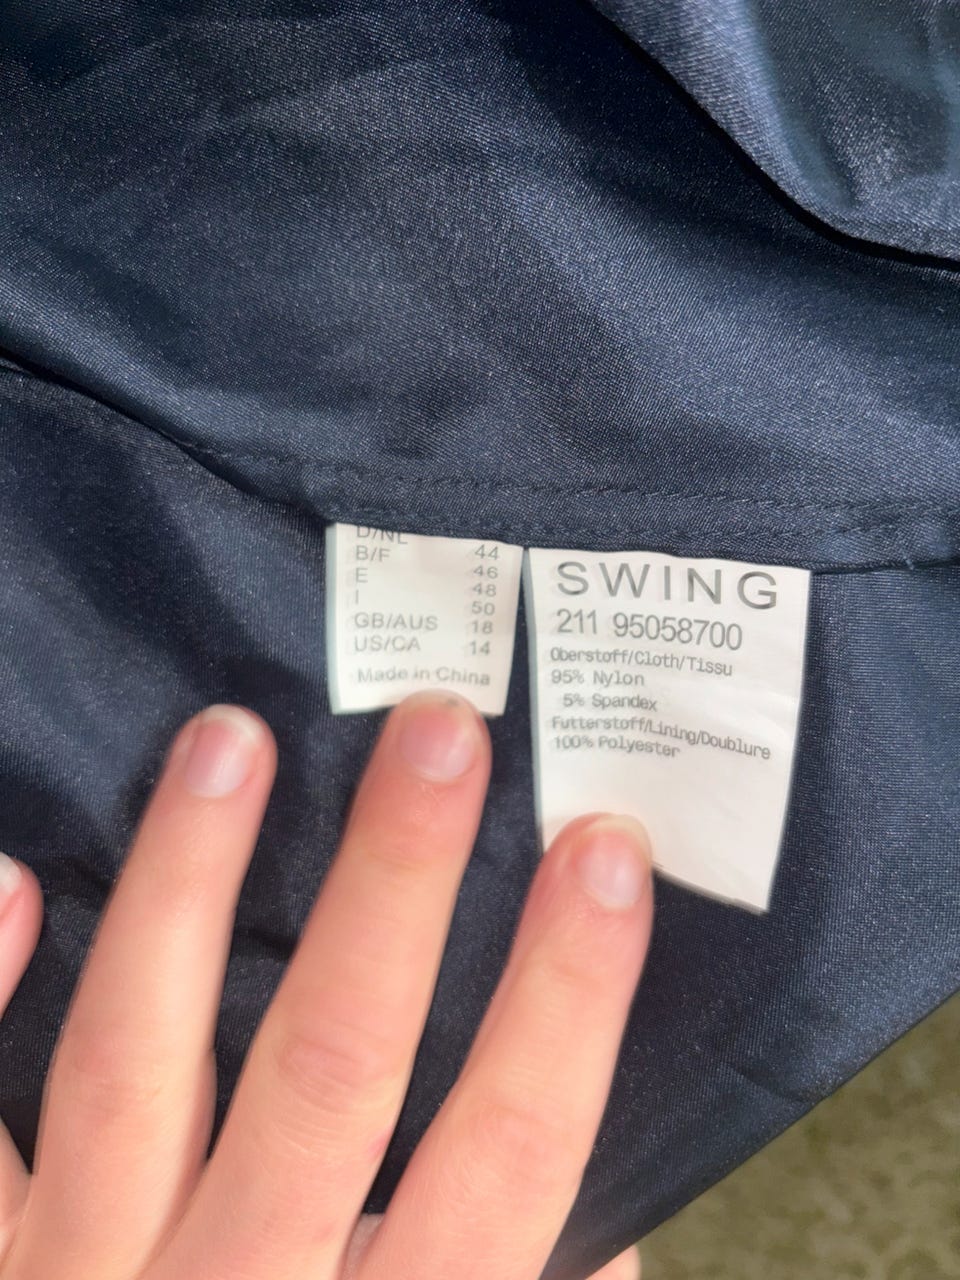 D/NL 44
B/F 46
E 48
I 50
GB/AUS 18
US/CA 14
Made in China
SWING
211 95058700
Oberstoff/Cloth/Tissu
95% Nylon
5% Spandex
Futterstoff/Lining/Doublure
100% Polyester